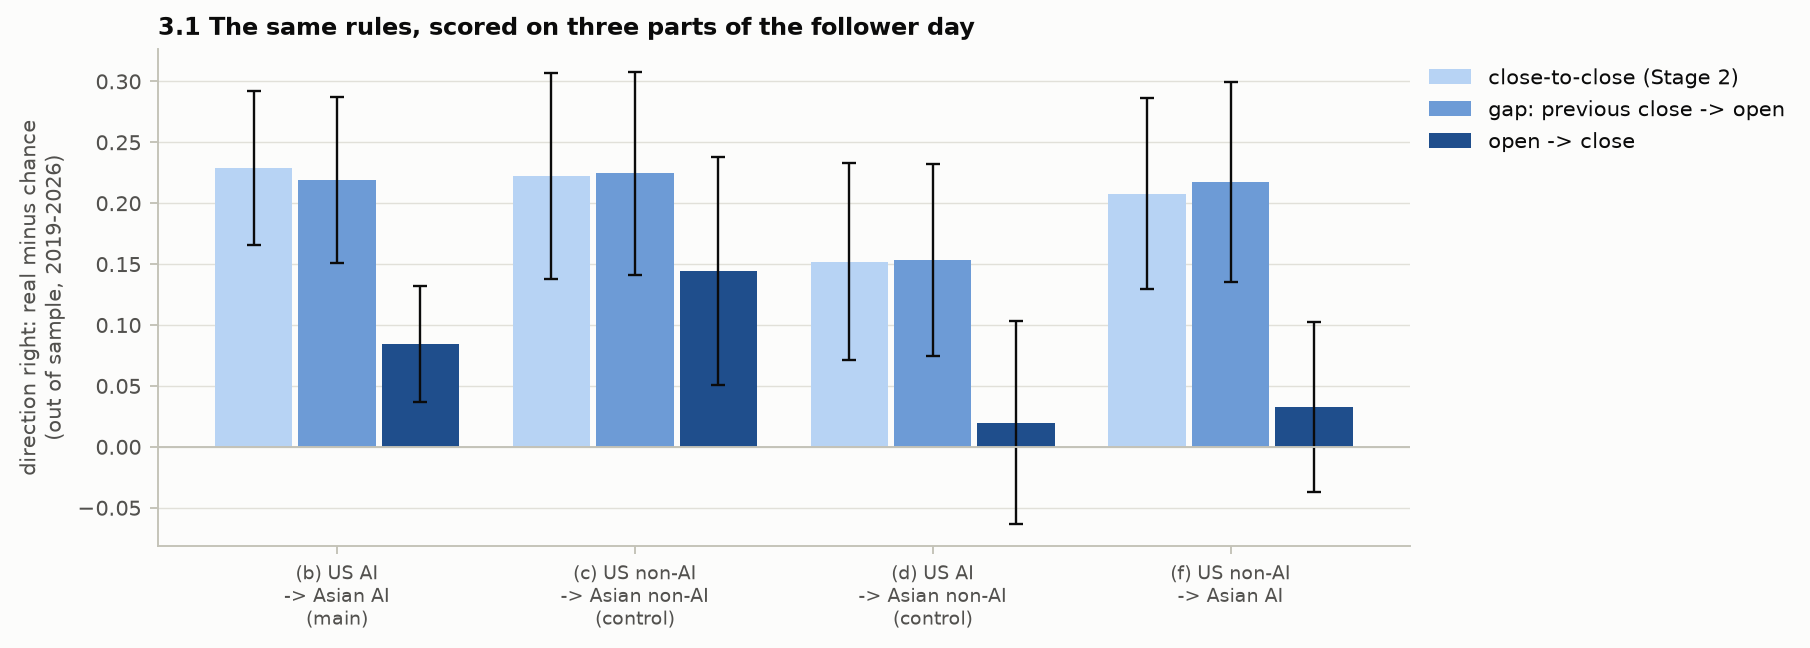 3.1 The same rules, scored on three parts of the follower day
direction right: real minus chance
(out of sample, 2019-2026)
0.30
0.25
0.20
0.15
0.10
0.05
0.00
−0.05
(b) US AI
-> Asian AI
(main)
(c) US non-AI
-> Asian non-AI
(control)
(d) US AI
-> Asian non-AI
(control)
(f) US non-AI
-> Asian AI
close-to-close (Stage 2)
gap: previous close -> open
open -> close